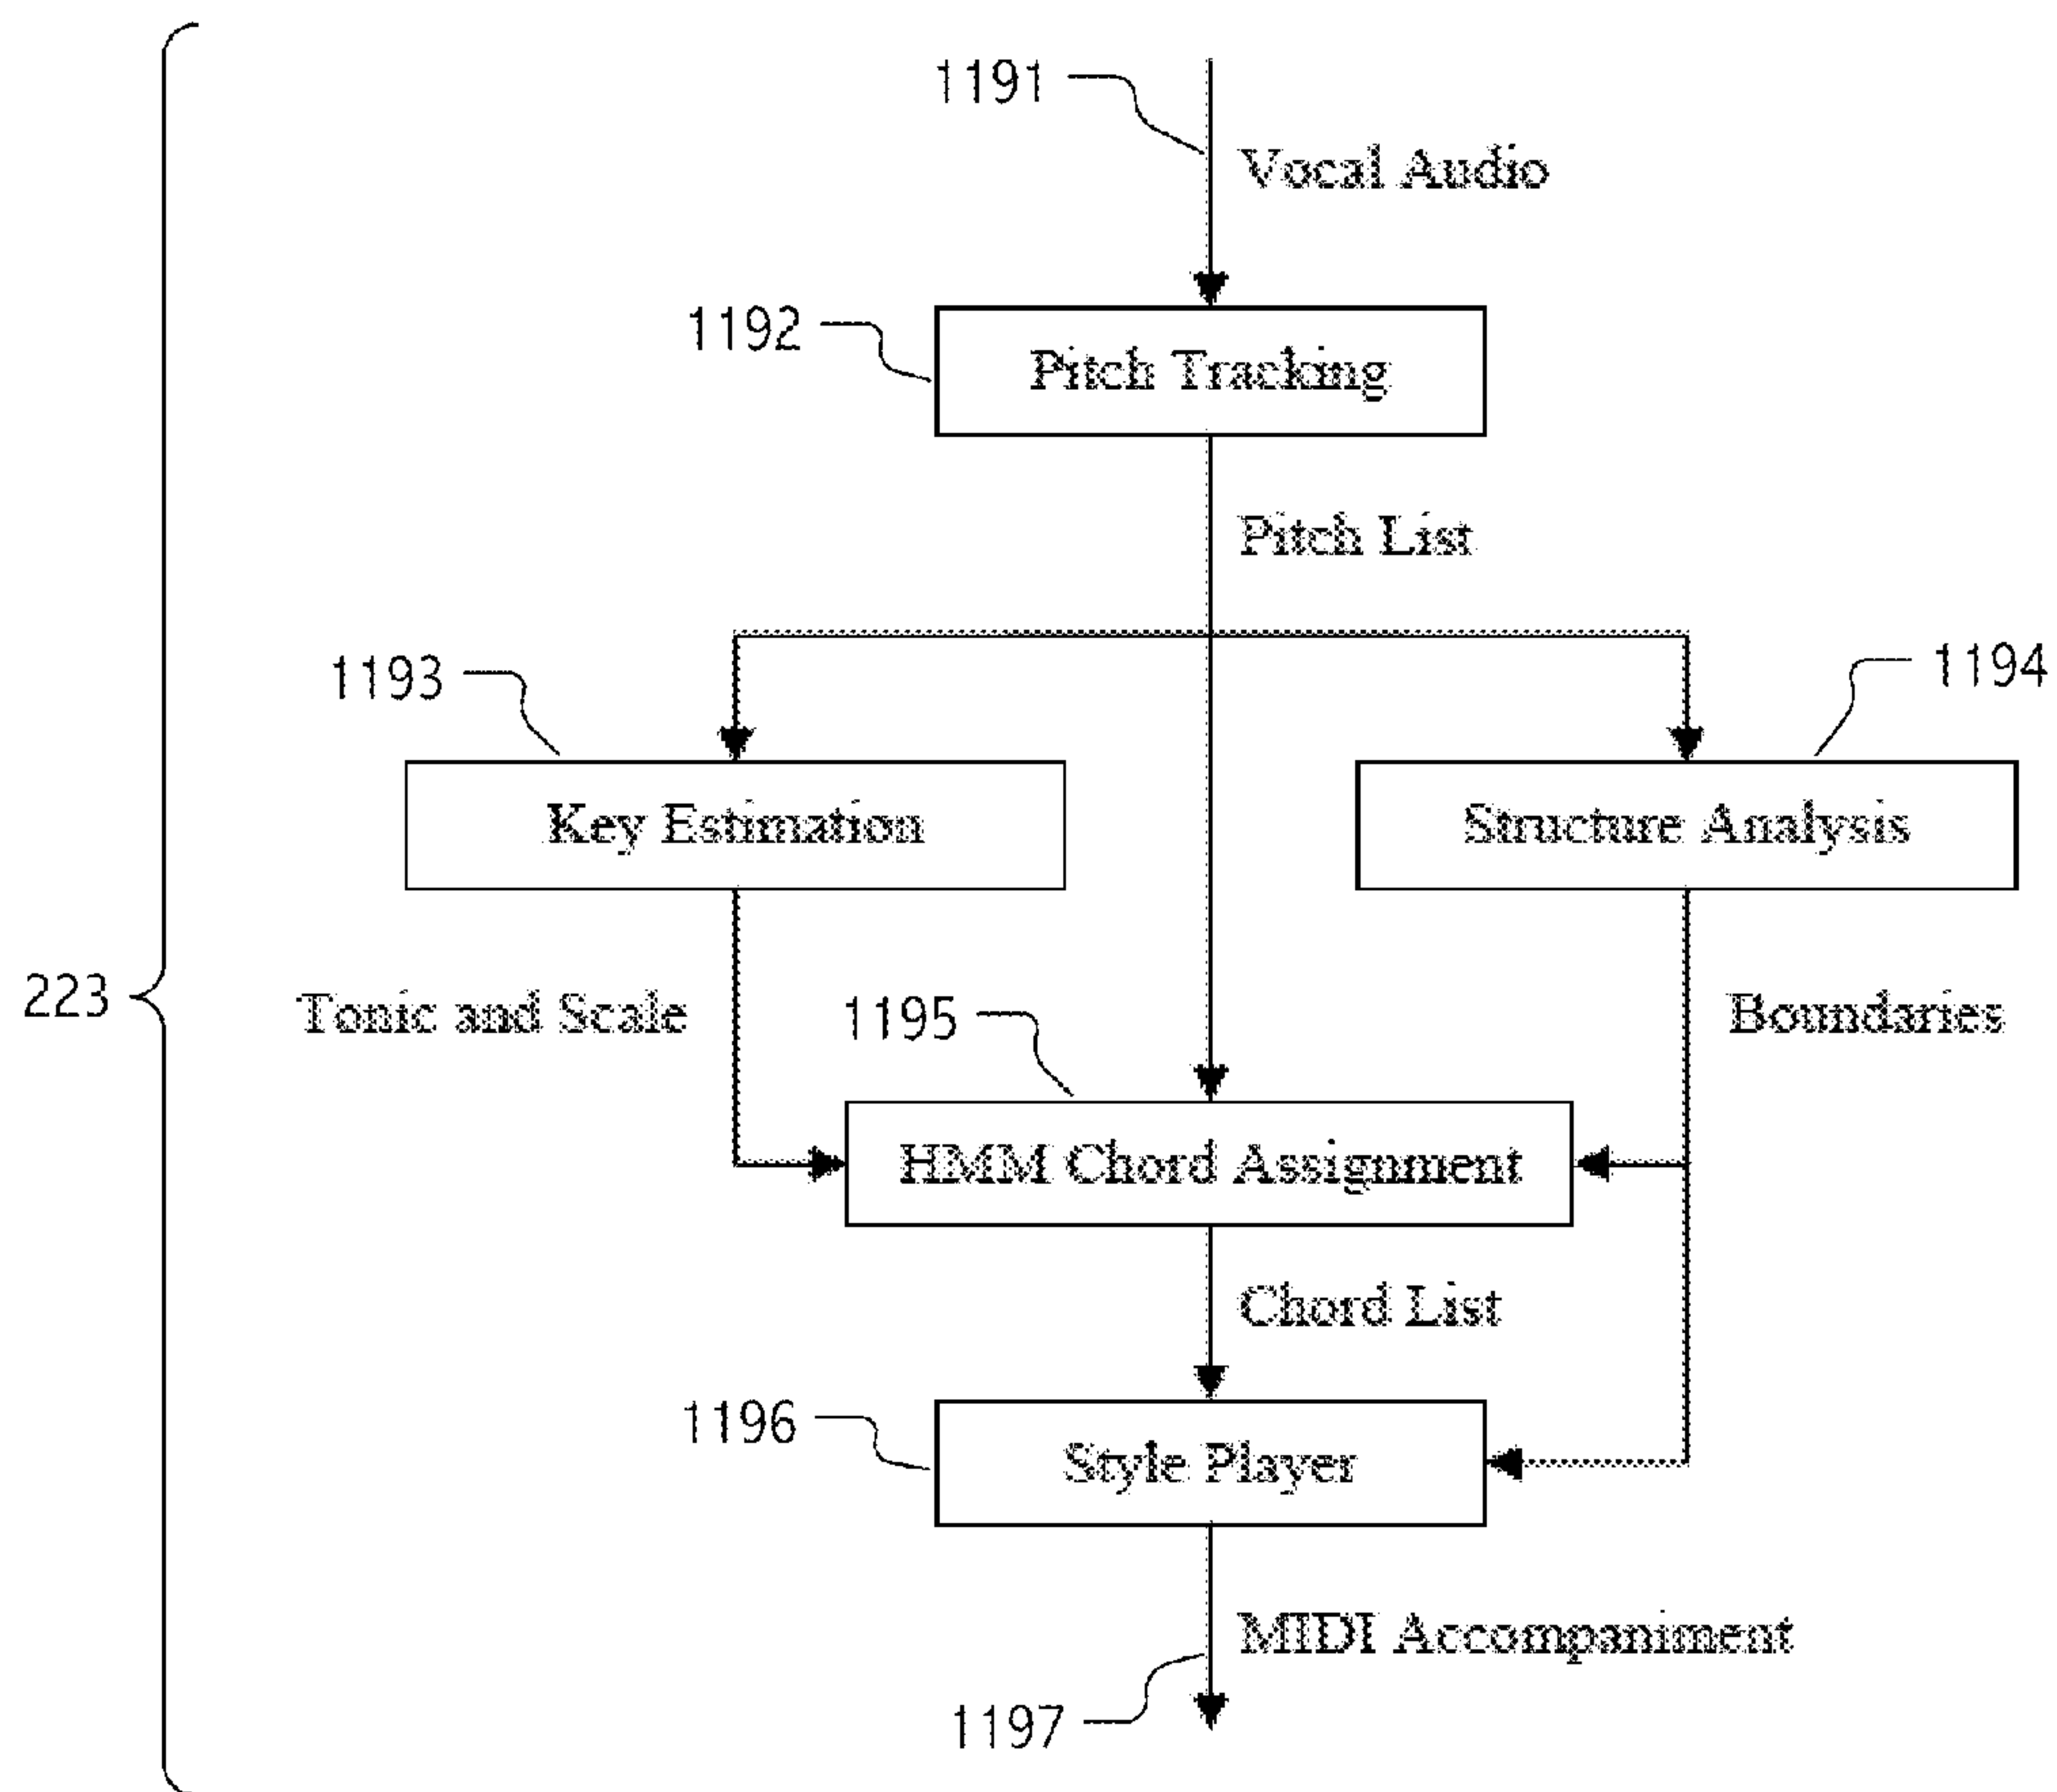 1191
Vocal Audio
1192
Pitch Tracking
Pitch List
1193
1194
Key Estimation
Structure Analysis
223
Tonic and Scale
1195
Boundaries
HMM Chord Assignment
Chord List
1196
Style Player
MIDI Accompaniment
1197